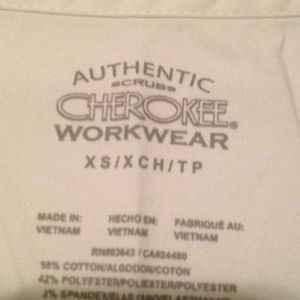 AUTHENTIC
SCRUBS
CHEROKEE®
WORKWEAR
XS/XCH/TP
MADE IN: HECHO EN: FABRIQUÉ AU:
VIETNAM VIETNAM VIETNAM
RN#93643 / CA#24480
COTTON/ALGODON/COTON
42% POLYESTER/POLIESTER/POLYESTER